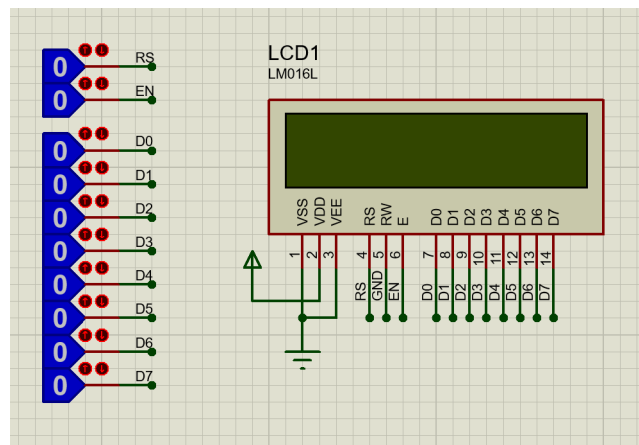 LCD1
LM016L
0 RS
0 EN
0 D0
0 D1
0 D2
0 D3
0 D4
0 D5
0 D6
0 D7
T L
T L
T L
T L
T L
T L
T L
T L
T L
T L
VSS VDD VEE RS RW E D0 D1 D2 D3 D4 D5 D6 D7
1 2 3 4 5 6 7 8 9 10 11 12 13 14
RS GND EN D0 D1 D2 D3 D4 D5 D6 D7